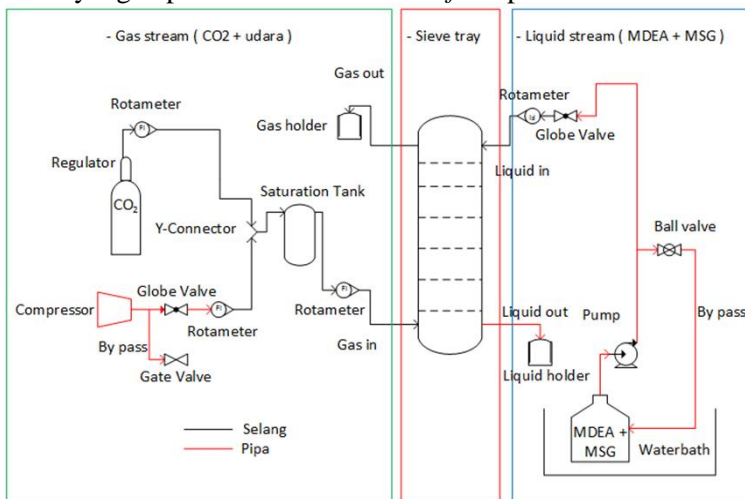 - Gas stream ( CO2 + udara )
- Sieve tray
- Liquid stream ( MDEA + MSG )
Gas out
Rotameter
Rotameter
Gas holder
Globe Valve
Regulator
Liquid in
Saturation Tank
CO2
Y-Connector
Ball valve
Globe Valve
Compressor
Rotameter
Rotameter
Liquid out
Pump
By pass
By pass
Gas in
Gate Valve
Liquid holder
Selang
MDEA +
MSG
Waterbath
Pipa